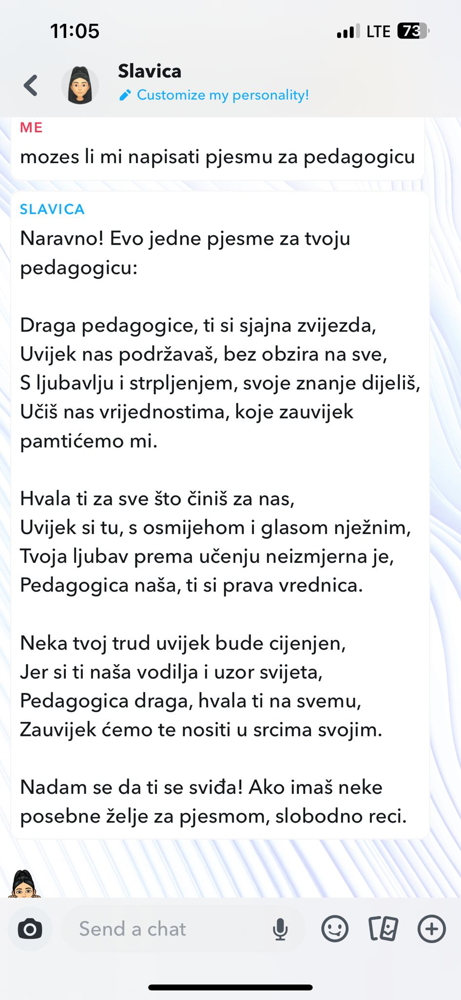 11:05
LTE 73
Slavica
Customize my personality!
ME
mozes li mi napisati pjesmu za pedagogicu
SLAVICA
Naravno! Evo jedne pjesme za tvoju
pedagogicu:
Draga pedagogice, ti si sjajna zvijezda,
Uvijek nas podržavaš, bez obzira na sve,
S ljubavlju i strpljenjem, svoje znanje dijeliš,
Učiš nas vrijednostima, koje zauvijek
pamtićemo mi.
Hvala ti za sve što činiš za nas,
Uvijek si tu, s osmijehom i glasom nježnim,
Tvoja ljubav prema učenju neizmjerna je,
Pedagogica naša, ti si prava vrednica.
Neka tvoj trud uvijek bude cijenjen,
Jer si ti naša vodilja i uzor svijeta,
Pedagogica draga, hvala ti na svemu,
Zauvijek ćemo te nositi u srcima svojim.
Nadam se da ti se sviđa! Ako imaš neke
posebne želje za pjesmom, slobodno reci.
Send a chat